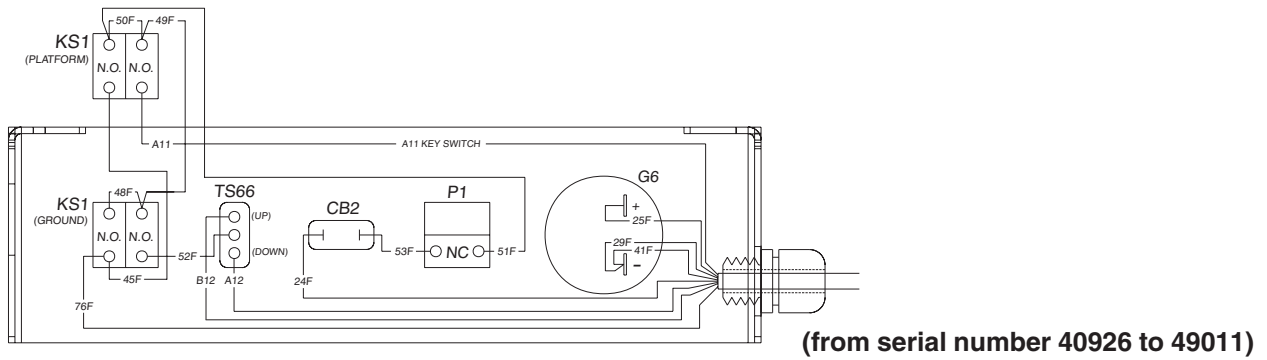 50F 49F
KS1
(PLATFORM)
N.O. N.O.
A11 A11 KEY SWITCH
48F
KS1
(GROUND)
N.O. N.O.
45F
52F
76F
TS66
(UP)
(DOWN)
B12 A12
CB2
24F
53F
P1
NC
51F
G6
+
25F
29F
41F
-
(from serial number 40926 to 49011)